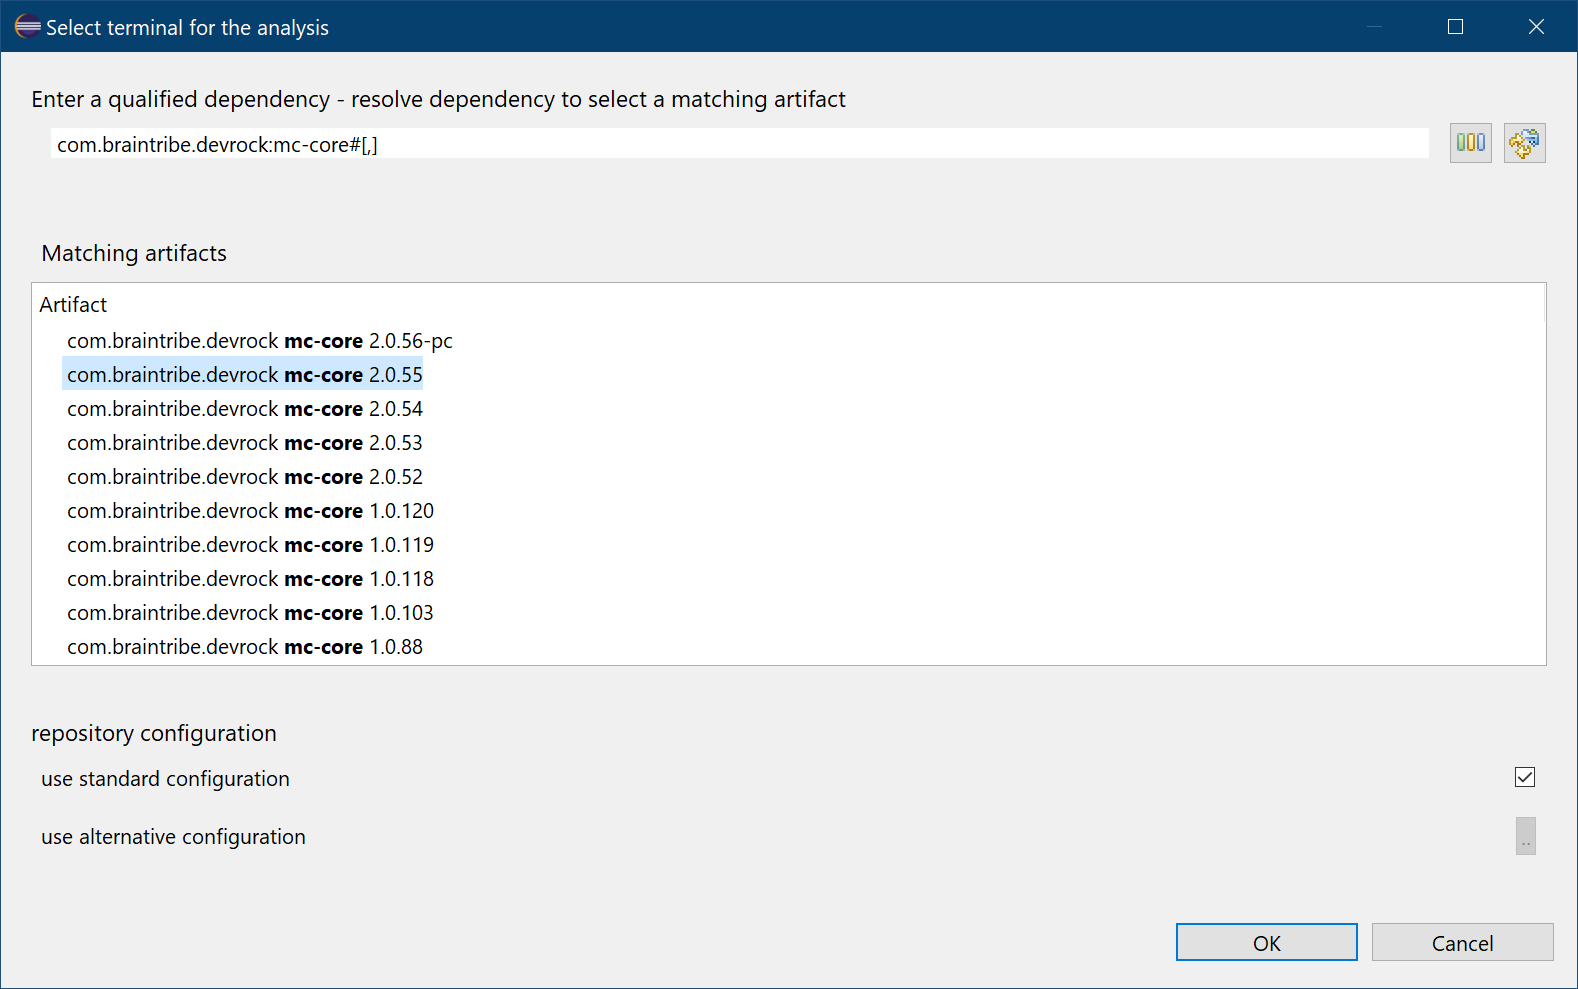 Select terminal for the analysis
Enter a qualified dependency - resolve dependency to select a matching artifact
com.braintribe.devrock:mc-core#[,]
Matching artifacts
Artifact
com.braintribe.devrock mc-core 2.0.56-pc
com.braintribe.devrock mc-core 2.0.55
com.braintribe.devrock mc-core 2.0.54
com.braintribe.devrock mc-core 2.0.53
com.braintribe.devrock mc-core 2.0.52
com.braintribe.devrock mc-core 1.0.120
com.braintribe.devrock mc-core 1.0.119
com.braintribe.devrock mc-core 1.0.118
com.braintribe.devrock mc-core 1.0.103
com.braintribe.devrock mc-core 1.0.88
repository configuration
use standard configuration
use alternative configuration
..
OK Cancel